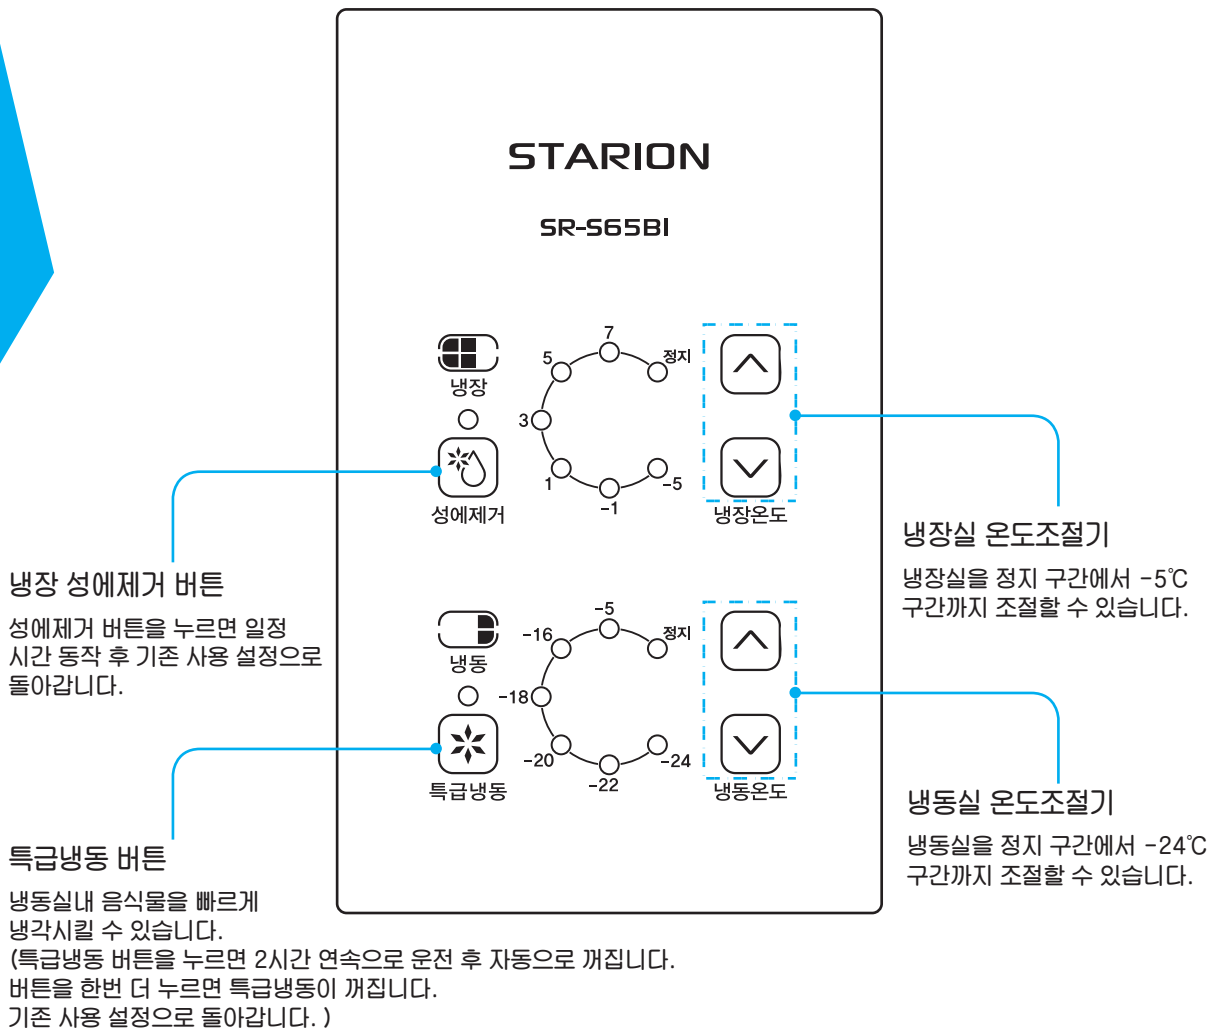 STARION
SR-S65BI
냉장
성에제거
7
정지
5
3
1
-1
-5
냉장온도
냉장실 온도조절기
냉장실을 정지 구간에서 -5℃
구간까지 조절할 수 있습니다.
냉장 성에제거 버튼
성에제거 버튼을 누르면 일정
시간 동작 후 기존 사용 설정으로
돌아갑니다.
냉동
특급냉동
-5
정지
-16
-18
-20
-22
-24
냉동온도
냉동실 온도조절기
냉동실을 정지 구간에서 -24℃
구간까지 조절할 수 있습니다.
특급냉동 버튼
냉동실내 음식물을 빠르게
냉각시킬 수 있습니다.
(특급냉동 버튼을 누르면 2시간 연속으로 운전 후 자동으로 꺼집니다.
버튼을 한번 더 누르면 특급냉동이 꺼집니다.
기존 사용 설정으로 돌아갑니다. )